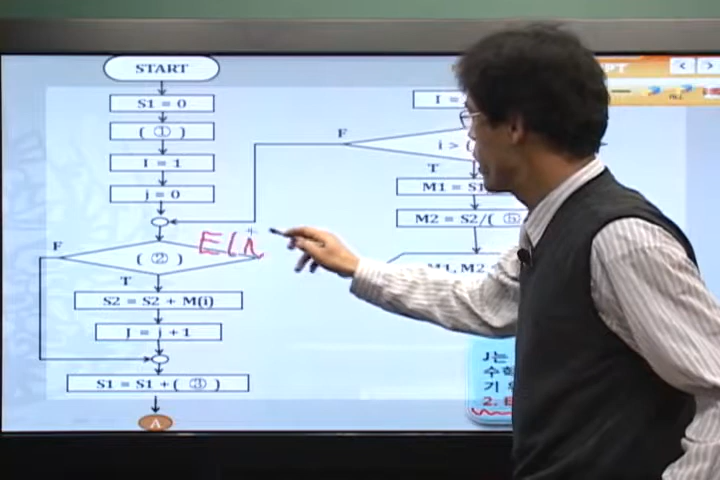 START
S1 = 0
( ① )
I = 1
j = 0
F
( ② )
T
S2 = S2 + M(i)
J = j + 1
S1 = S1 + ( ③ )
A
I =
F
i > (
T
M1 = S1
M2 = S2/( ⑤
M1, M2
J는
수학
기
2. E